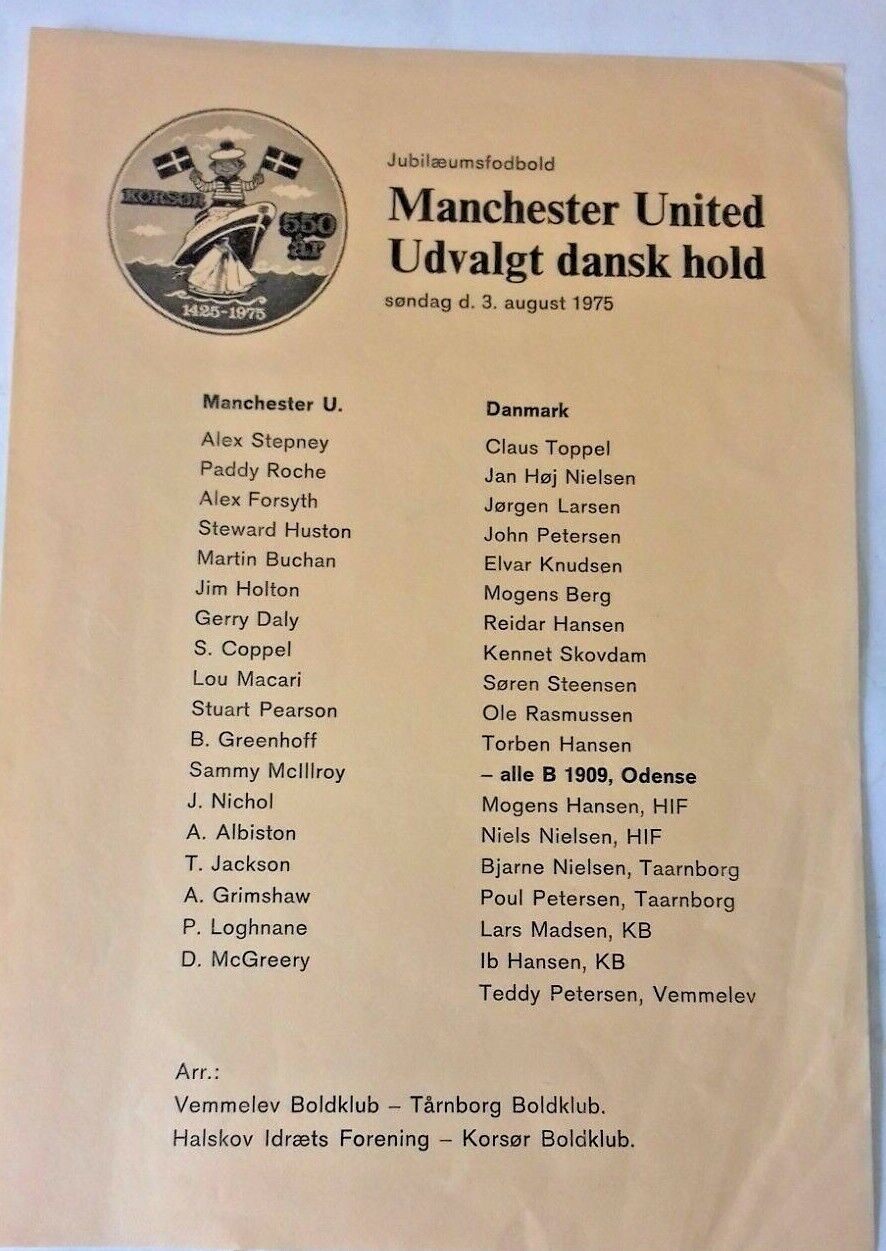 KORSØR
550
år
1425-1975
Jubilæumsfodbold
Manchester United
Udvalgt dansk hold
søndag d. 3. august 1975
Manchester U.
Alex Stepney
Paddy Roche
Alex Forsyth
Steward Huston
Martin Buchan
Jim Holton
Gerry Daly
S. Coppel
Lou Macari
Stuart Pearson
B. Greenhoff
Sammy McIllroy
J. Nichol
A. Albiston
T. Jackson
A. Grimshaw
P. Loghnane
D. McGreery
Danmark
Claus Toppel
Jan Høj Nielsen
Jørgen Larsen
John Petersen
Elvar Knudsen
Mogens Berg
Reidar Hansen
Kennet Skovdam
Søren Steensen
Ole Rasmussen
Torben Hansen
– alle B 1909, Odense
Mogens Hansen, HIF
Niels Nielsen, HIF
Bjarne Nielsen, Taarnborg
Poul Petersen, Taarnborg
Lars Madsen, KB
Ib Hansen, KB
Teddy Petersen, Vemmelev
Arr.:
Vemmelev Boldklub – Tårnborg Boldklub.
Halskov Idræts Forening – Korsør Boldklub.